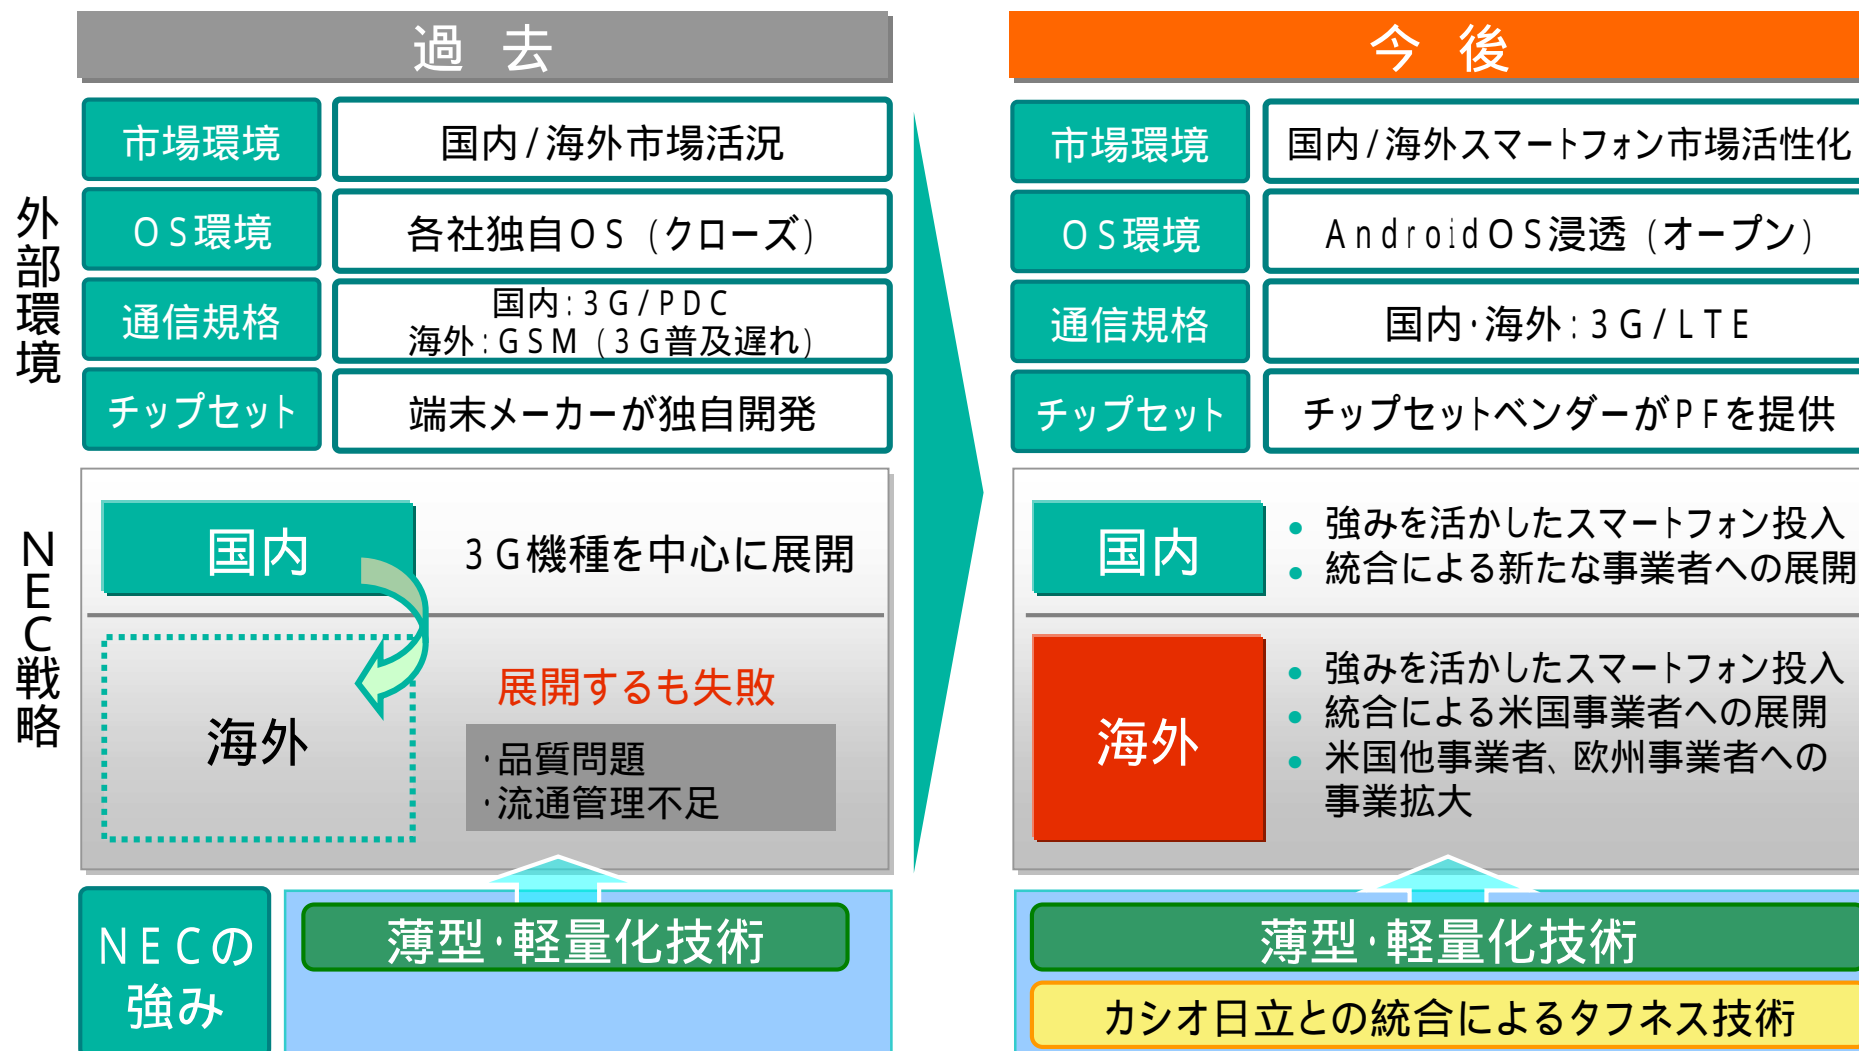 過去
外部環境
市場環境
国内/海外市場活況
OS環境
各社独自OS(クローズ)
通信規格
国内:3G/PDC
海外:GSM(3G普及遅れ)
チップセット
端末メーカーが独自開発
NEC戦略
国内
3G機種を中心に展開
海外
展開するも失敗
・品質問題
・流通管理不足
NECの
強み
薄型・軽量化技術
今後
市場環境
国内/海外スマートフォン市場活性化
OS環境
AndroidOS浸透(オープン)
通信規格
国内・海外:3G/LTE
チップセット
チップセットベンダーがPFを提供
国内
● 強みを活かしたスマートフォン投入
● 統合による新たな事業者への展開
海外
● 強みを活かしたスマートフォン投入
● 統合による米国事業者への展開
● 米国他事業者、欧州事業者への
事業拡大
薄型・軽量化技術
カシオ日立との統合によるタフネス技術